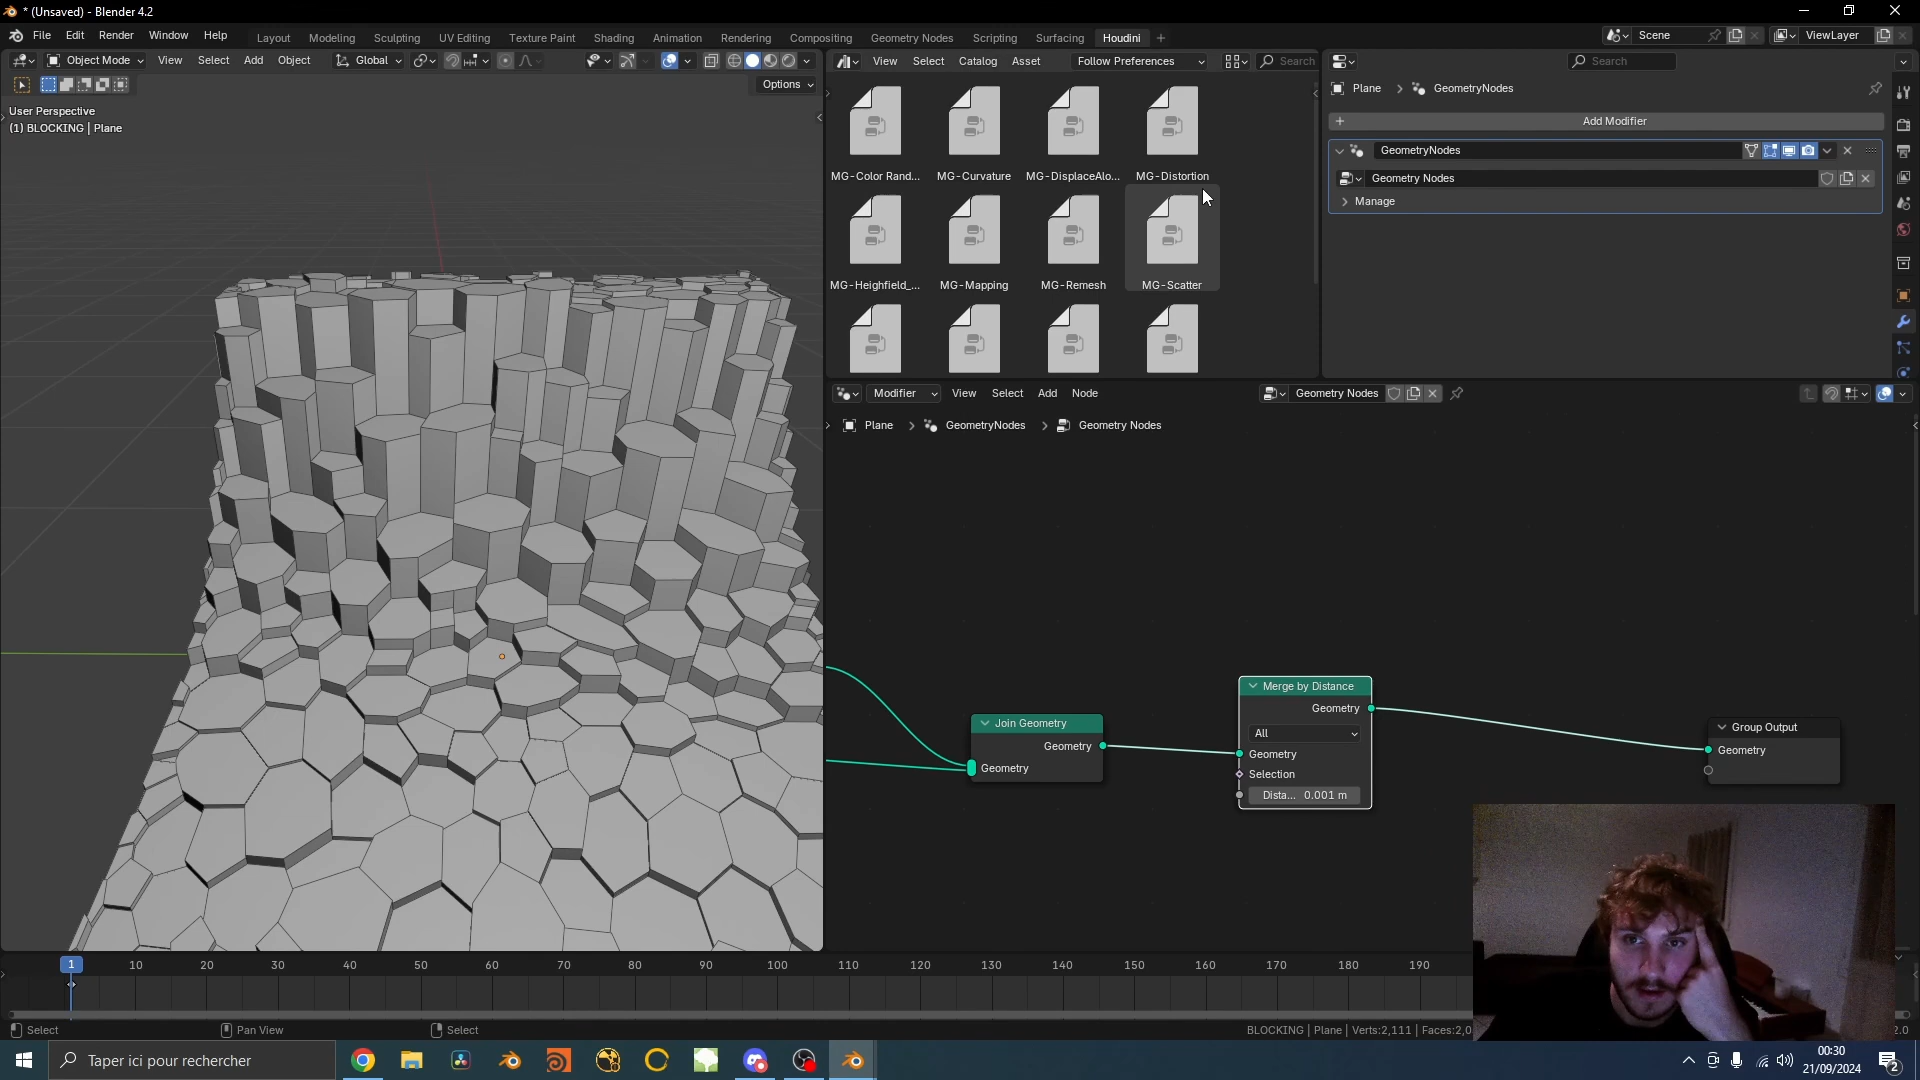 * (Unsaved) - Blender 4.2
File Edit Render Window Help
Layout Modeling Sculpting UV Editing Texture Paint Shading Animation Rendering Compositing Geometry Nodes Scripting Surfacing Houdini +
Scene
ViewLayer
Object Mode View Select Add Object Global
Options
User Perspective
(1) BLOCKING | Plane
View Select Catalog Asset Follow Preferences Search
MG-Color Rand... MG-Curvature MG-DisplaceAlo... MG-Distortion
MG-Heighfield_... MG-Mapping MG-Remesh MG-Scatter
Search
Plane > GeometryNodes
+ Add Modifier
GeometryNodes
Geometry Nodes
Manage
Modifier View Select Add Node Geometry Nodes
Plane > GeometryNodes > Geometry Nodes
Join Geometry
Geometry
Geometry
Merge by Distance
Geometry
All
Geometry
Selection
Dista... 0.001 m
Group Output
Geometry
1 10 20 30 40 50 60 70 80 90 100 110 120 130 140 150 160 170 180 190
Select Pan View Select
BLOCKING | Plane | Verts:2,111 | Faces:2,0
2.0
Taper ici pour rechercher
00:30
21/09/2024
2